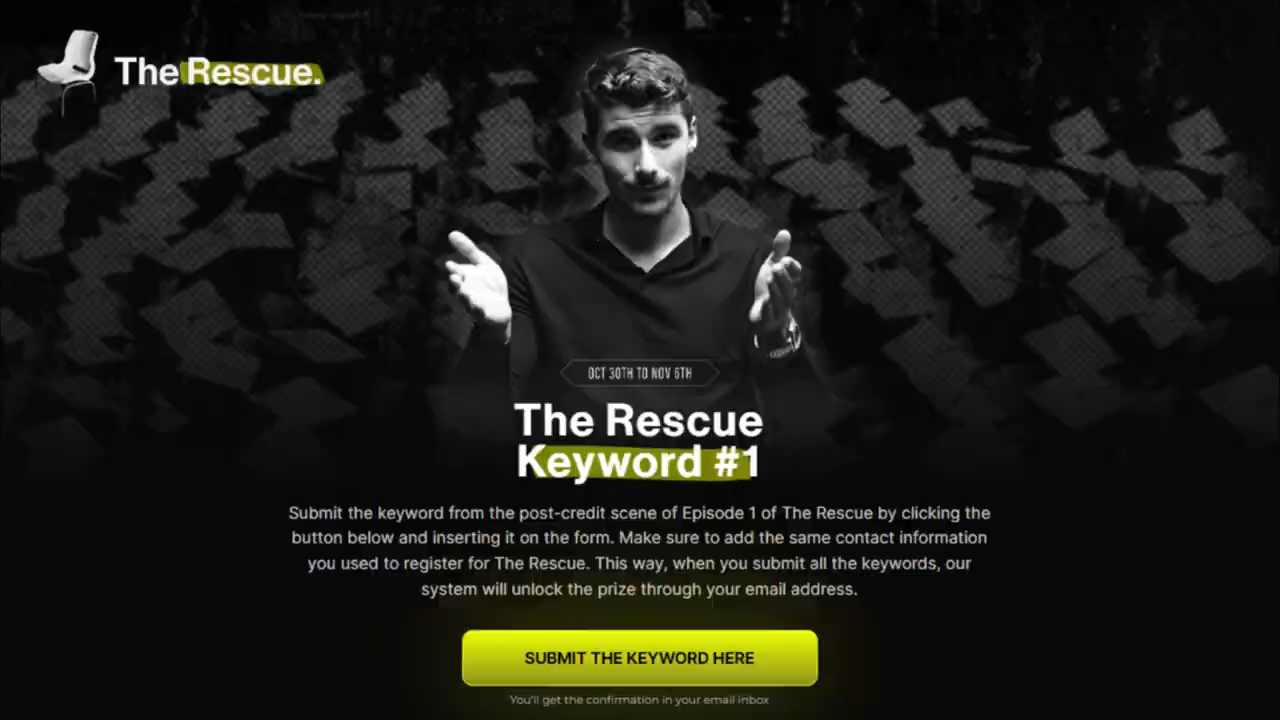 The Rescue.
OCT 30TH TO NOV 6TH
The Rescue
Keyword #1
Submit the keyword from the post-credit scene of Episode 1 of The Rescue by clicking the
button below and inserting it on the form. Make sure to add the same contact information
you used to register for The Rescue. This way, when you submit all the keywords, our
system will unlock the prize through your email address.
SUBMIT THE KEYWORD HERE
You'll get the confirmation in your email inbox